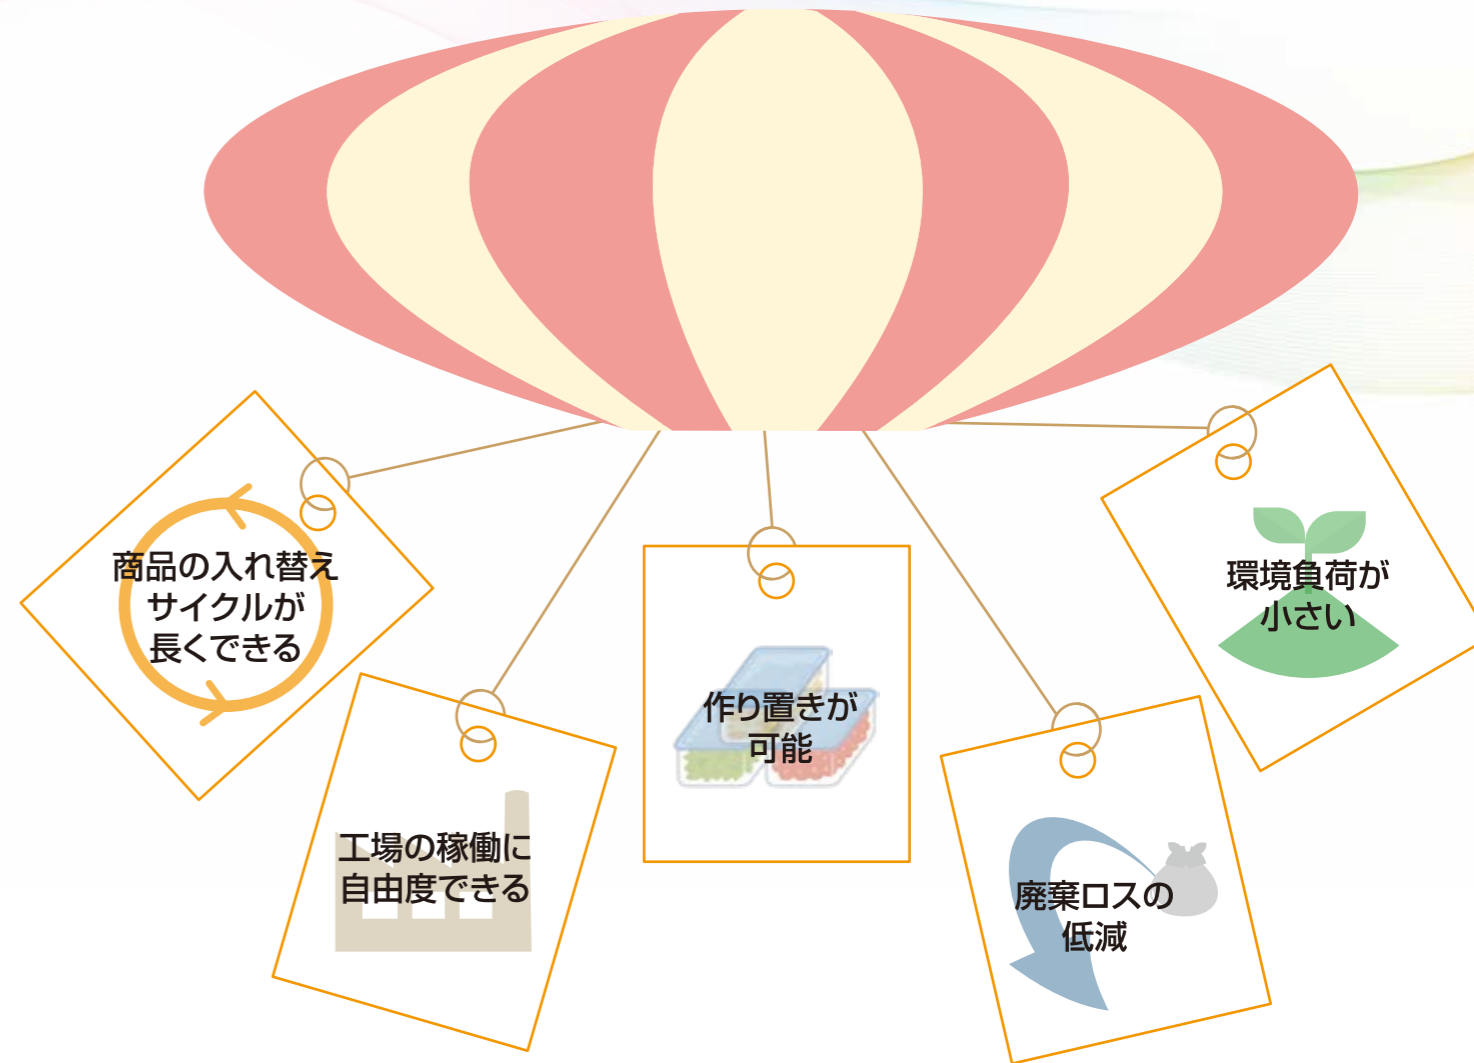 商品の入れ替え
サイクルが
長くできる
工場の稼働に
自由度できる
作り置きが
可能
廃棄ロスの
低減
環境負荷が
小さい